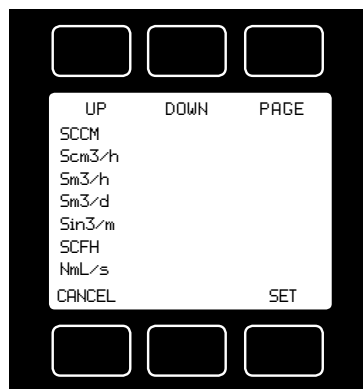 UP DOWN PAGE
SCCM
Scm3/h
Sm3/h
Sm3/d
Sin3/m
SCFH
NmL/s
CANCEL SET